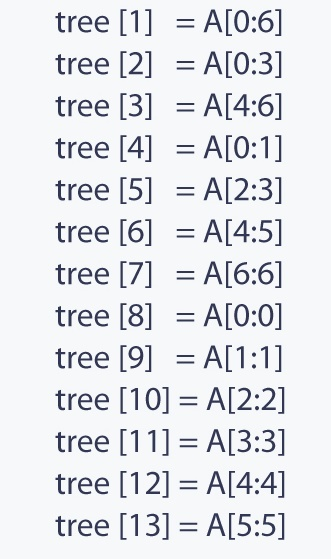 tree [1] = A[0:6]
tree [2] = A[0:3]
tree [3] = A[4:6]
tree [4] = A[0:1]
tree [5] = A[2:3]
tree [6] = A[4:5]
tree [7] = A[6:6]
tree [8] = A[0:0]
tree [9] = A[1:1]
tree [10] = A[2:2]
tree [11] = A[3:3]
tree [12] = A[4:4]
tree [13] = A[5:5]